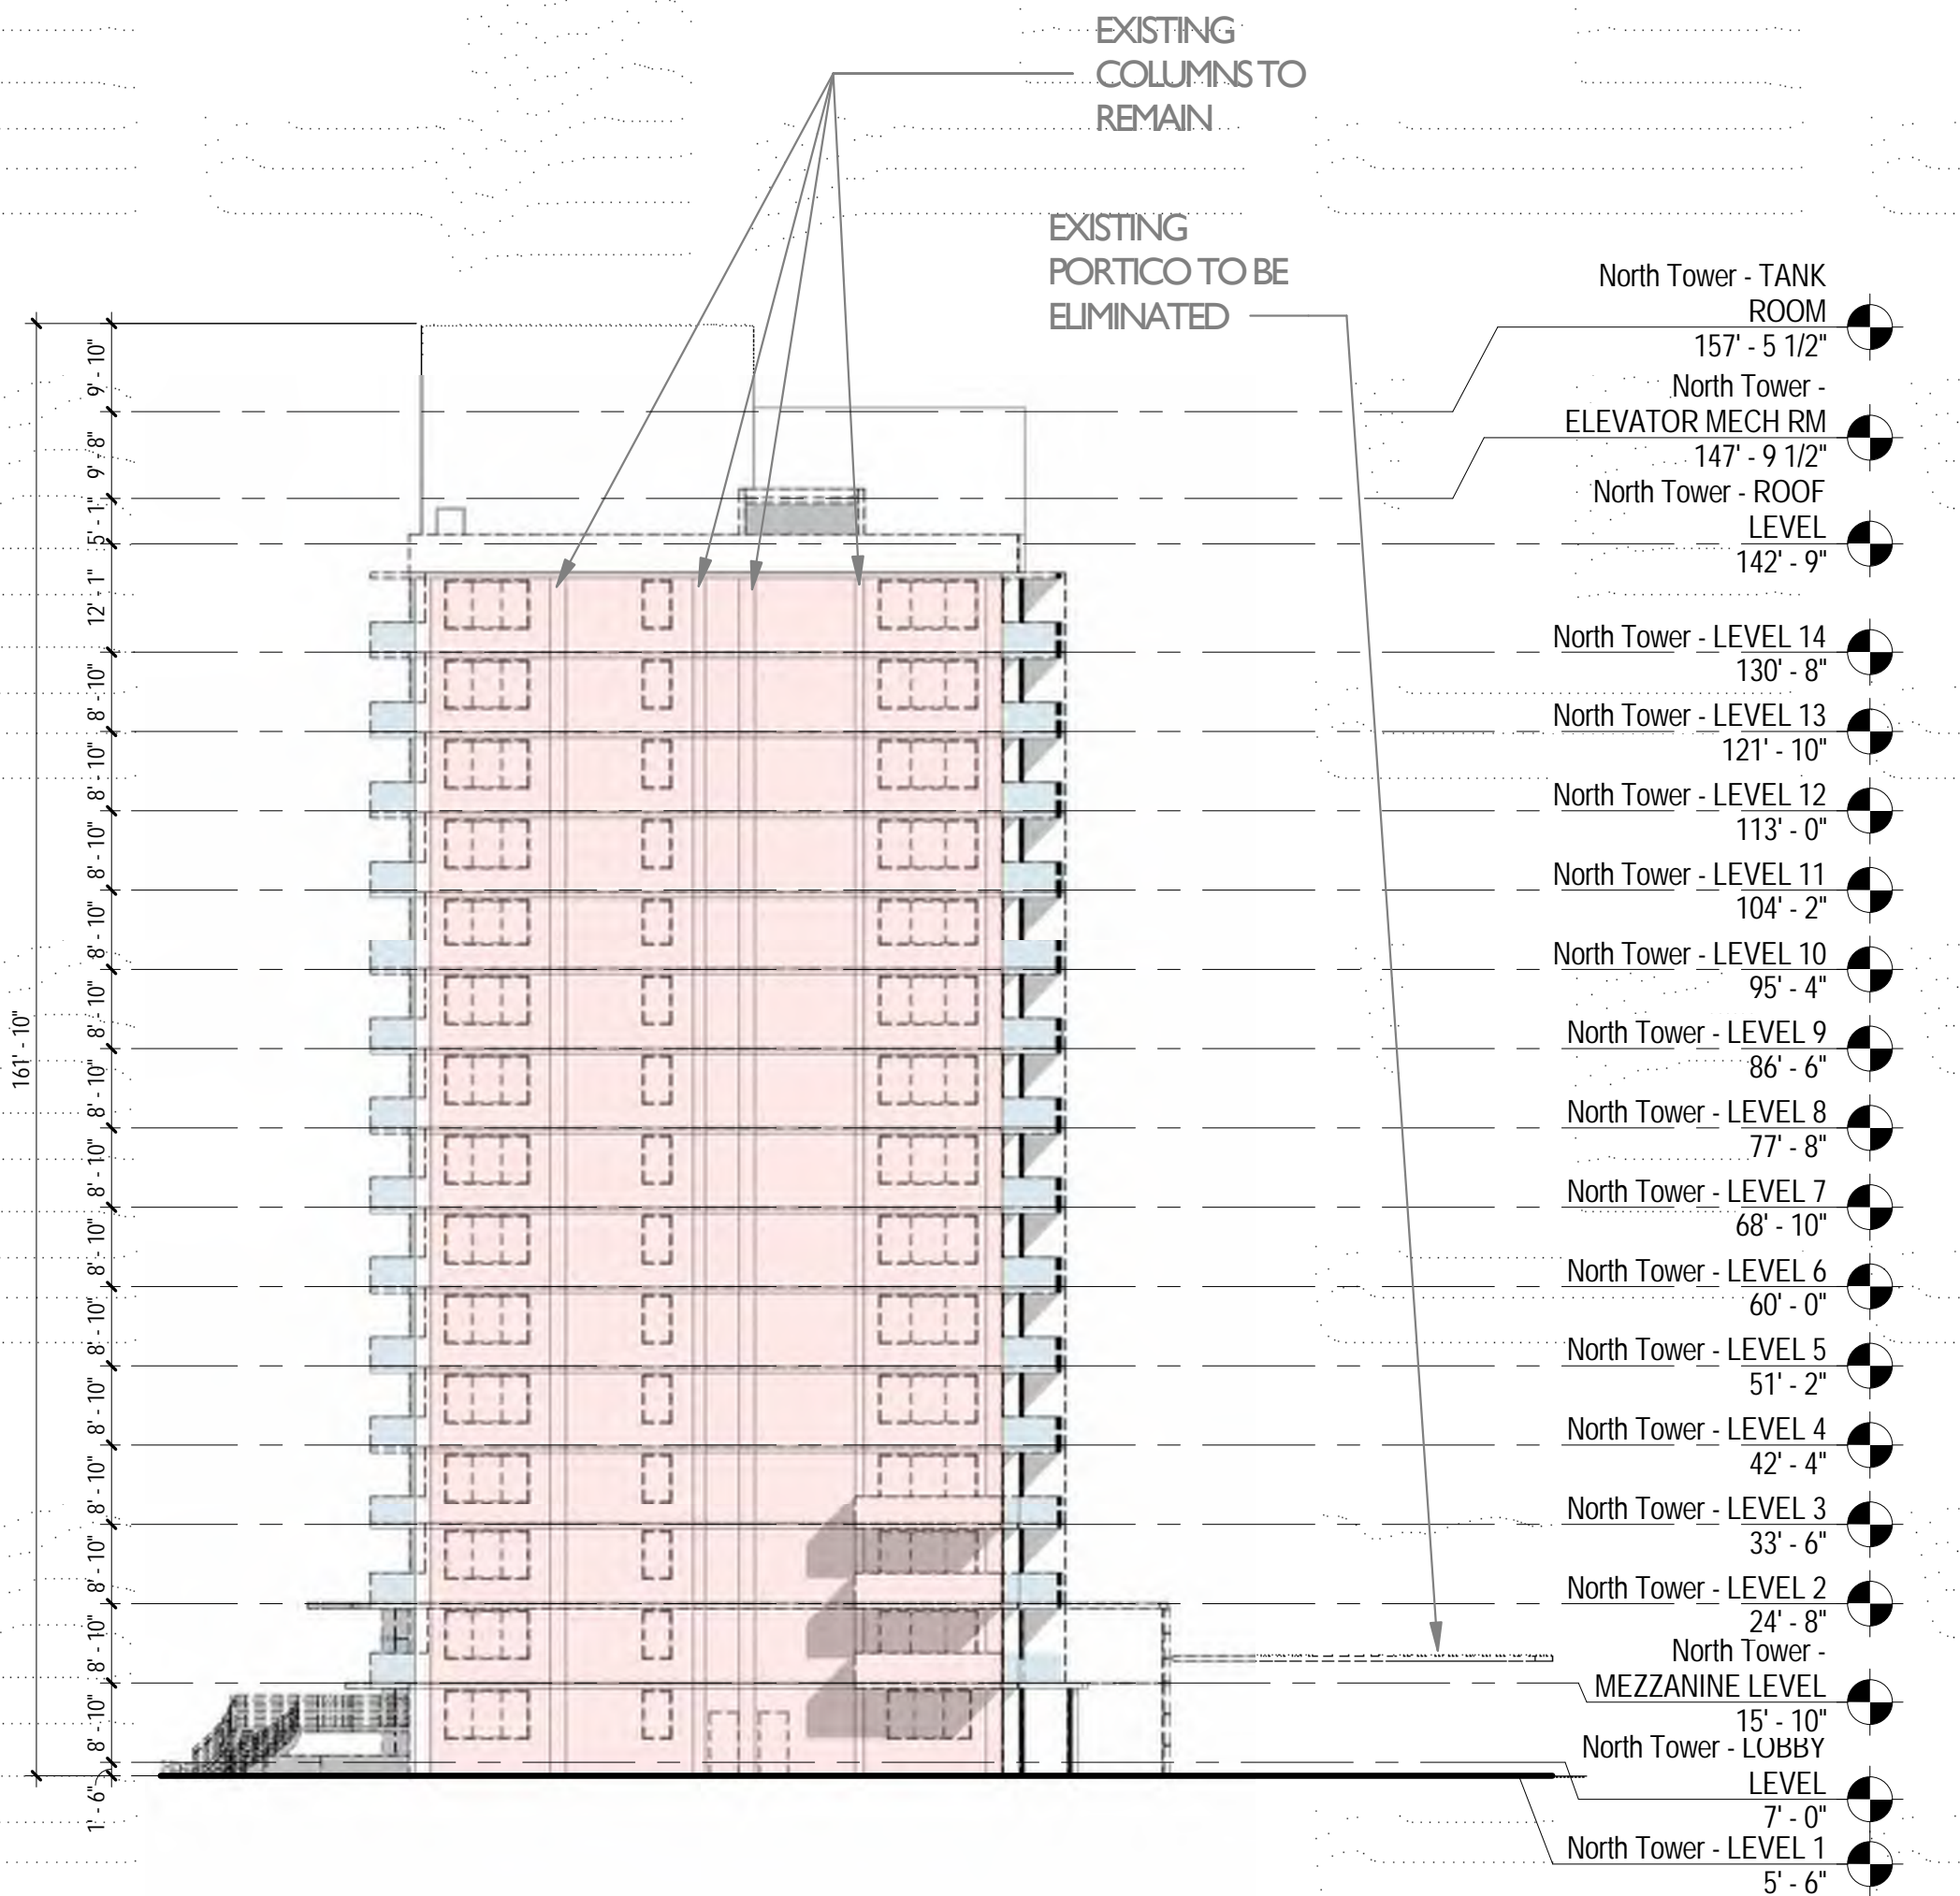 EXISTING
COLUMNS TO
REMAIN
EXISTING
PORTICO TO BE
ELIMINATED
North Tower - TANK
ROOM
157' - 5 1/2"
North Tower -
ELEVATOR MECH RM
147' - 9 1/2"
North Tower - ROOF
LEVEL
142' - 9"
North Tower - LEVEL 14
130' - 8"
North Tower - LEVEL 13
121' - 10"
North Tower - LEVEL 12
113' - 0"
North Tower - LEVEL 11
104' - 2"
North Tower - LEVEL 10
95' - 4"
North Tower - LEVEL 9
86' - 6"
North Tower - LEVEL 8
77' - 8"
North Tower - LEVEL 7
68' - 10"
North Tower - LEVEL 6
60' - 0"
North Tower - LEVEL 5
51' - 2"
North Tower - LEVEL 4
42' - 4"
North Tower - LEVEL 3
33' - 6"
North Tower - LEVEL 2
24' - 8"
North Tower -
MEZZANINE LEVEL
15' - 10"
North Tower - LOBBY
LEVEL
7' - 0"
North Tower - LEVEL 1
5' - 6"
161' - 10"
9' - 10"
9' - 8"
5' - 1"
12' - 1"
8' - 10"
8' - 10"
8' - 10"
8' - 10"
8' - 10"
8' - 10"
8' - 10"
8' - 10"
8' - 10"
8' - 10"
8' - 10"
8' - 10"
8' - 10"
8' - 10"
1' - 6"